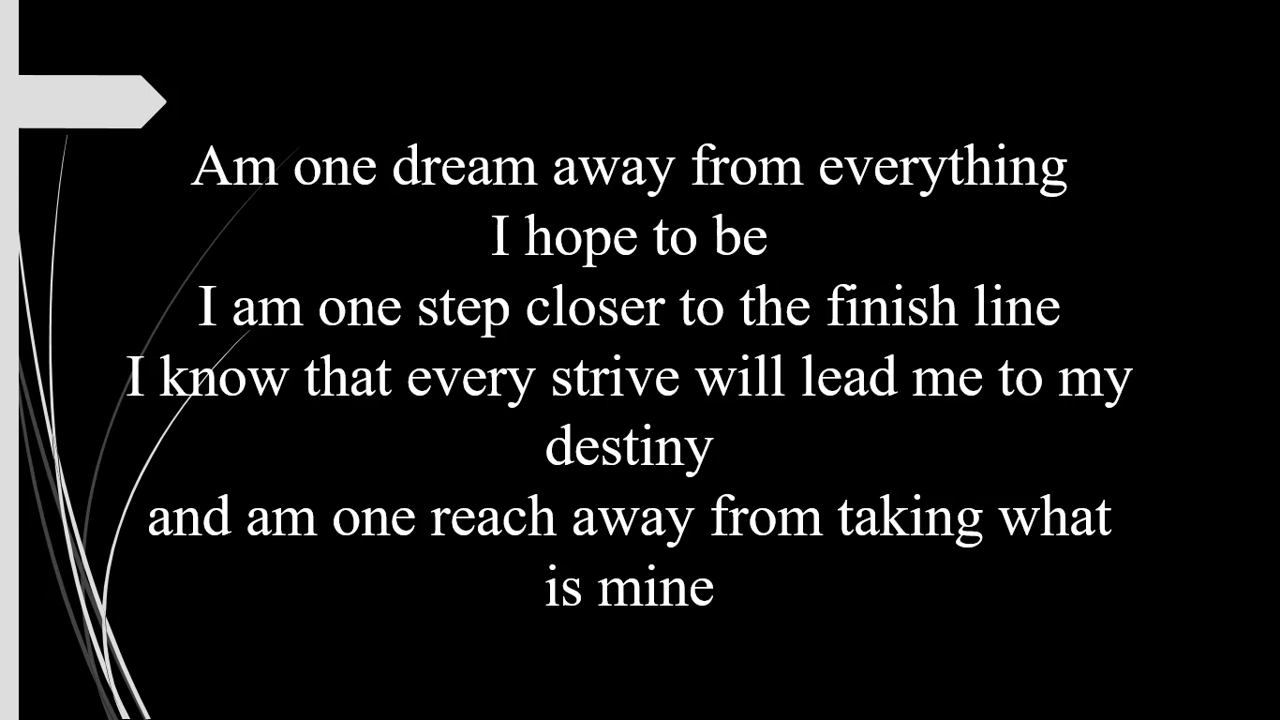 Am one dream away from everything
I hope to be
I am one step closer to the finish line
I know that every strive will lead me to my
destiny
and am one reach away from taking what
is mine